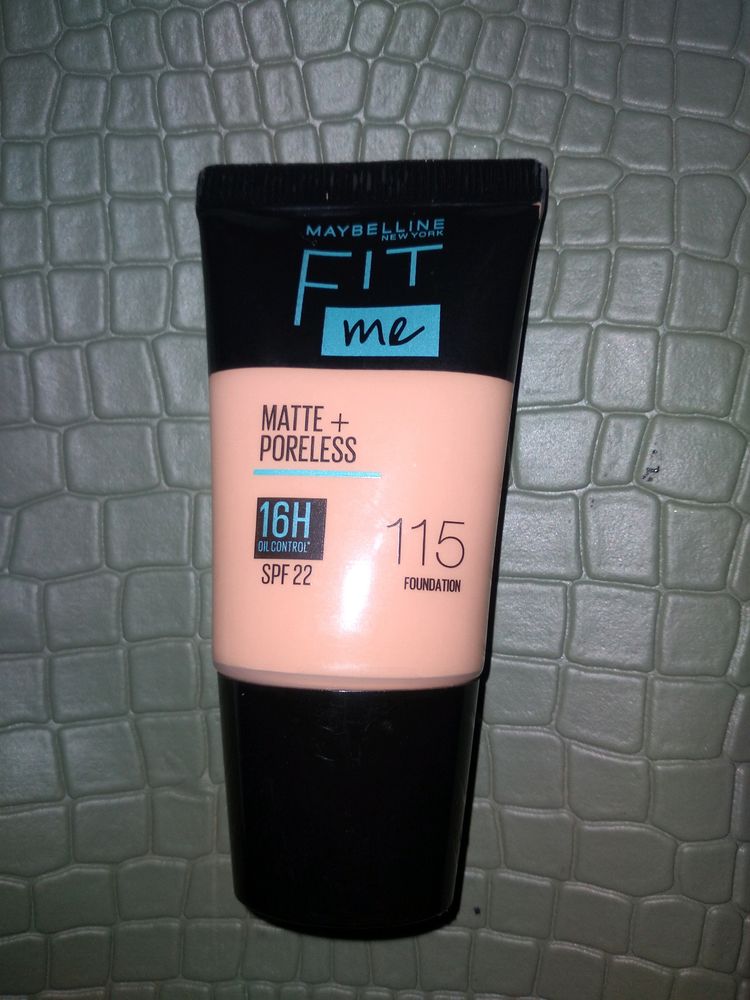 MAYBELLINE
NEW YORK
FIT
me
MATTE +
PORELESS
16H
OIL CONTROL*
SPF 22
115
FOUNDATION